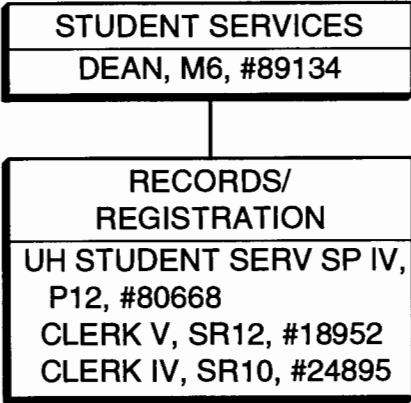 STUDENT SERVICES
DEAN, M6, #89134
RECORDS/
REGISTRATION
UH STUDENT SERV SP IV,
P12, #80668
CLERK V, SR12, #18952
CLERK IV, SR10, #24895